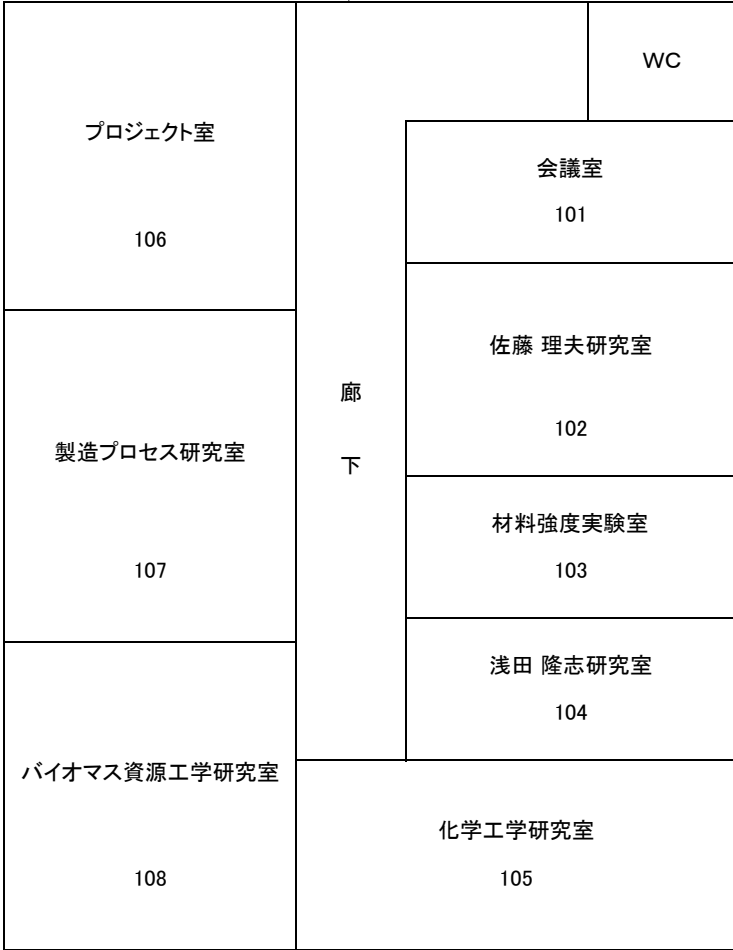 WC
プロジェクト室
106
会議室
101
佐藤 理夫研究室
102
廊
下
製造プロセス研究室
107
材料強度実験室
103
浅田 隆志研究室
104
バイオマス資源工学研究室
108
化学工学研究室
105